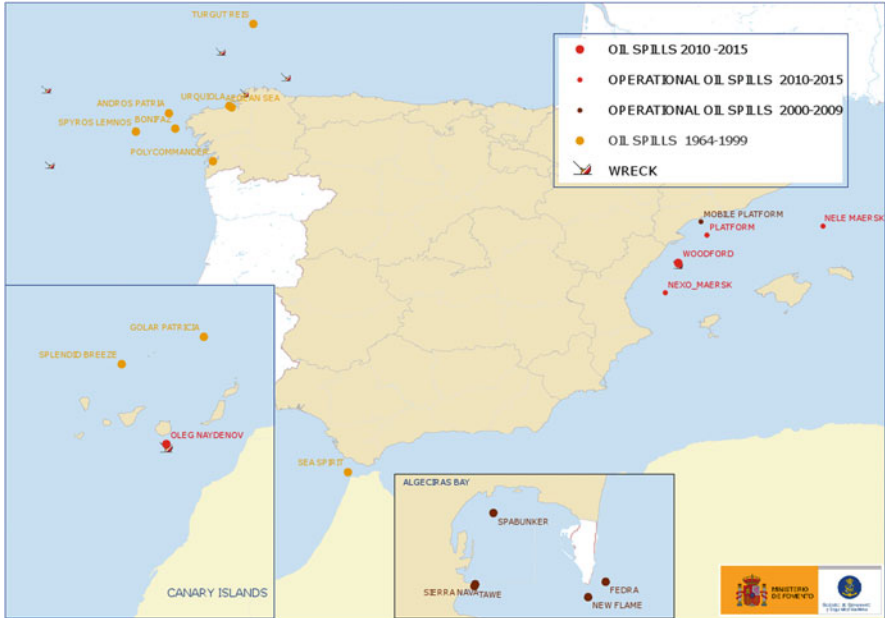 TURGUT REIS
OIL SPILLS 2010 -2015
OPERATIONAL OIL SPILLS 2010-2015
OPERATIONAL OIL SPILLS 2000-2009
OIL SPILLS 1964-1999
WRECK
URQUIOLA
AEGEAN SEA
ANDROS PATRIA
SPYROS LEMNOS
BONIFAZ
POLYCOMMANDER
MOBILE PLATFORM
PLATFORM
NELE MAERSK
WOODFORD
NEXO_MAERSK
GOLAR PATRICIA
SPLENDID BREEZE
OLEG NAYDENOV
SEA SPIRIT
CANARY ISLANDS
ALGECIRAS BAY
SPABUNKER
SIERRA NAVA
TAWE
FEDRA
NEW FLAME
MINISTERIO
DE FOMENTO